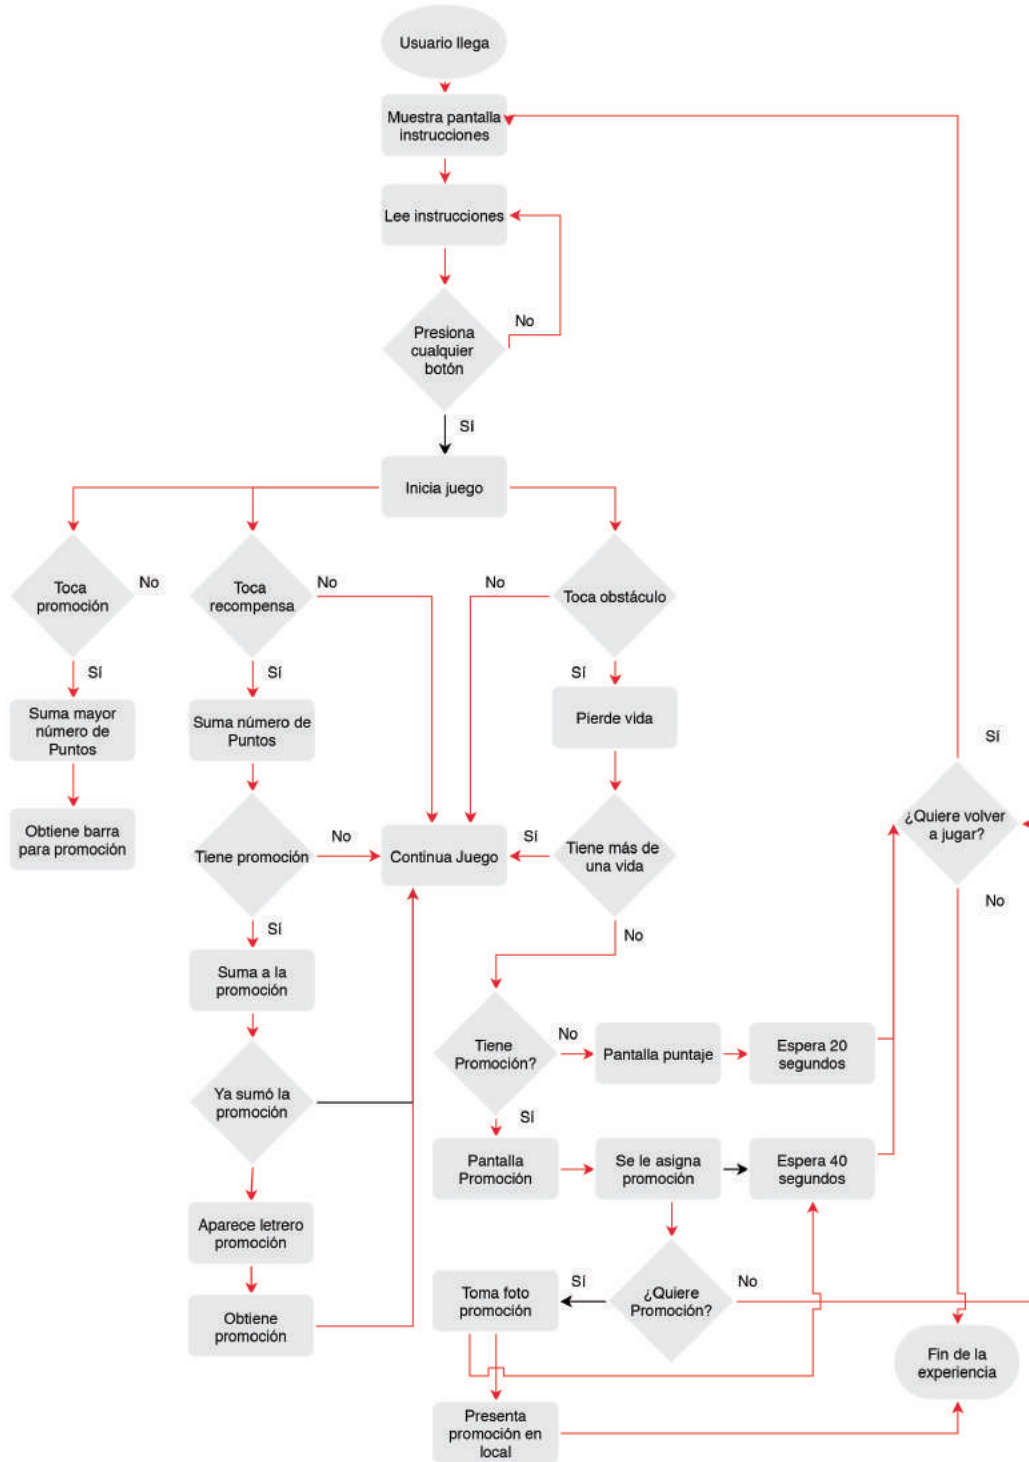 Usuario llega
Muestra pantalla
instrucciones
Lee instrucciones
Presiona
cualquier
botón
No
Sí
Inicia juego
Toca
promoción
No
Toca
recompensa
No
No
Toca obstáculo
Sí
Sí
Sí
Suma mayor
número de
Puntos
Suma número de
Puntos
Pierde vida
Obtiene barra
para promoción
Tiene promoción
No
Continua Juego
Sí
Tiene más de
una vida
Sí
¿Quiere volver
a jugar?
No
Sí
No
Suma a la
promoción
Tiene
Promoción?
No
Pantalla puntaje
Espera 20
segundos
Ya sumó la
promoción
Sí
Pantalla
Promoción
Se le asigna
promoción
Espera 40
segundos
Aparece letrero
promoción
Obtiene
promoción
Toma foto
promoción
Sí
¿Quiere
Promoción?
No
Fin de la
experiencia
Presenta
promoción en
local